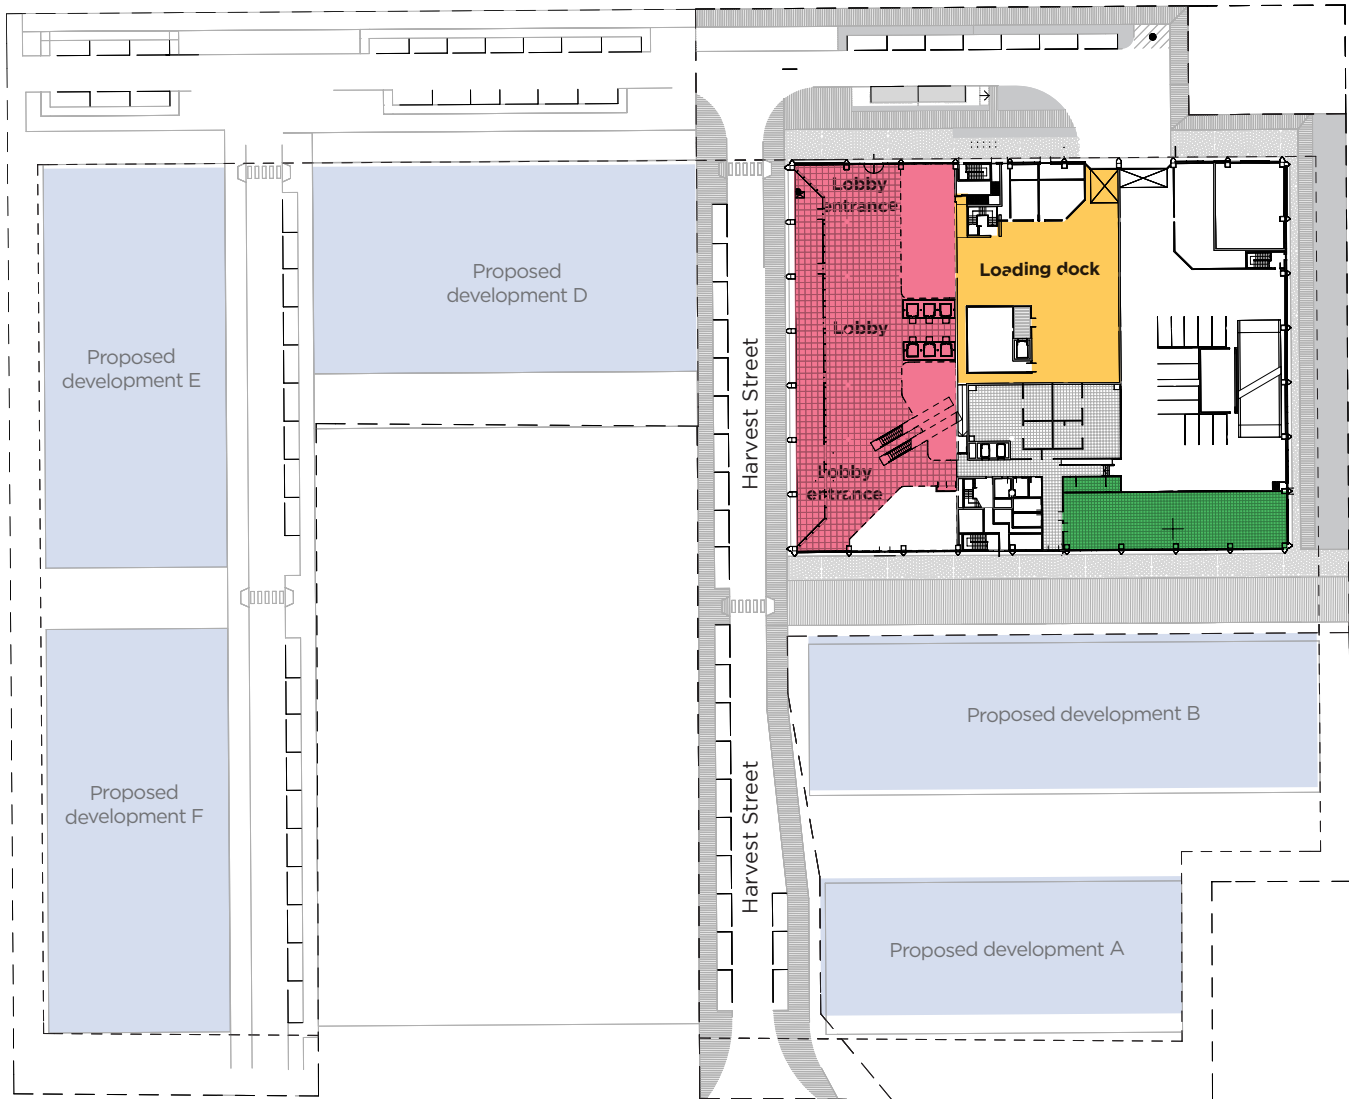 Lobby
entrance
Loading dock
Proposed
development D
Lobby
Proposed
development E
Harvest Street
Lobby
entrance
Proposed development B
Proposed
development F
Harvest Street
Proposed development A